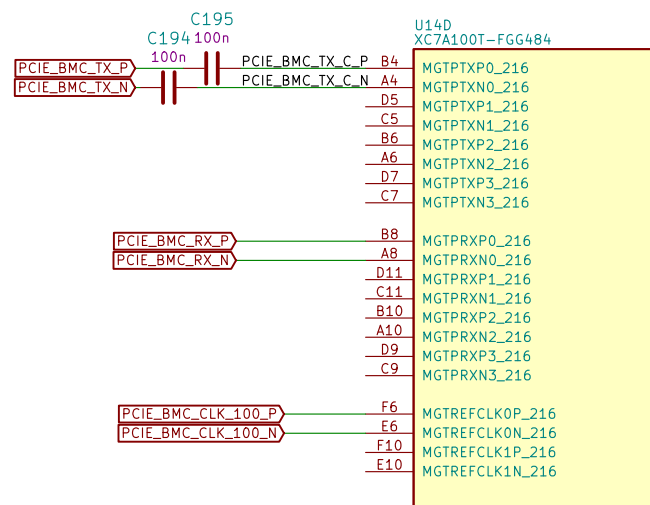 C195
100n
C194
100n
U14D
XC7A100T-FGG484
PCIE_BMC_TX_P
PCIE_BMC_TX_C_P
B4
MGTPTXP0_216
PCIE_BMC_TX_N
PCIE_BMC_TX_C_N
A4
MGTPTXN0_216
D5
MGTPTXP1_216
C5
MGTPTXN1_216
B6
MGTPTXP2_216
A6
MGTPTXN2_216
D7
MGTPTXP3_216
C7
MGTPTXN3_216
PCIE_BMC_RX_P
B8
MGTPRXP0_216
PCIE_BMC_RX_N
A8
MGTPRXN0_216
D11
MGTPRXP1_216
C11
MGTPRXN1_216
B10
MGTPRXP2_216
A10
MGTPRXN2_216
D9
MGTPRXP3_216
C9
MGTPRXN3_216
PCIE_BMC_CLK_100_P
F6
MGTREFCLK0P_216
PCIE_BMC_CLK_100_N
E6
MGTREFCLK0N_216
F10
MGTREFCLK1P_216
E10
MGTREFCLK1N_216